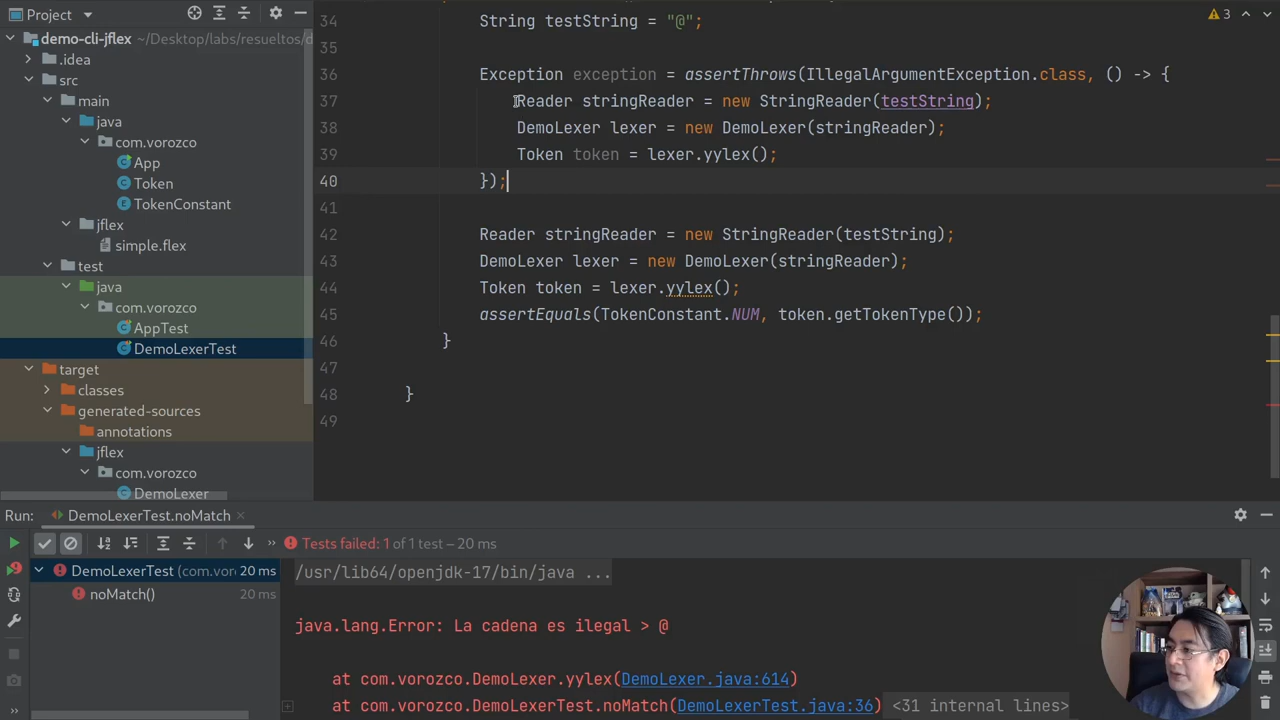 Project
3
demo-cli-jflex ~/Desktop/labs/resueltos/d
.idea
src
main
java
com.vorozco
App
Token
TokenConstant
jflex
simple.flex
test
java
com.vorozco
AppTest
DemoLexerTest
target
classes
generated-sources
annotations
jflex
com.vorozco
DemoLexer
34 String testString = "@";
35
36 Exception exception = assertThrows(IllegalArgumentException.class, () -> {
37 Reader stringReader = new StringReader(testString);
38 DemoLexer lexer = new DemoLexer(stringReader);
39 Token token = lexer.yylex();
40 });
41
42 Reader stringReader = new StringReader(testString);
43 DemoLexer lexer = new DemoLexer(stringReader);
44 Token token = lexer.yylex();
45 assertEquals(TokenConstant.NUM, token.getTokenType());
46 }
47
48 }
49
Run: DemoLexerTest.noMatch
Tests failed: 1 of 1 test – 20 ms
DemoLexerTest (com.voro 20 ms
noMatch() 20 ms
/usr/lib64/openjdk-17/bin/java ...
java.lang.Error: La cadena es ilegal > @
at com.vorozco.DemoLexer.yylex(DemoLexer.java:614)
at com.vorozco.DemoLexerTest.noMatch(DemoLexerTest.java:36) <31 internal lines>